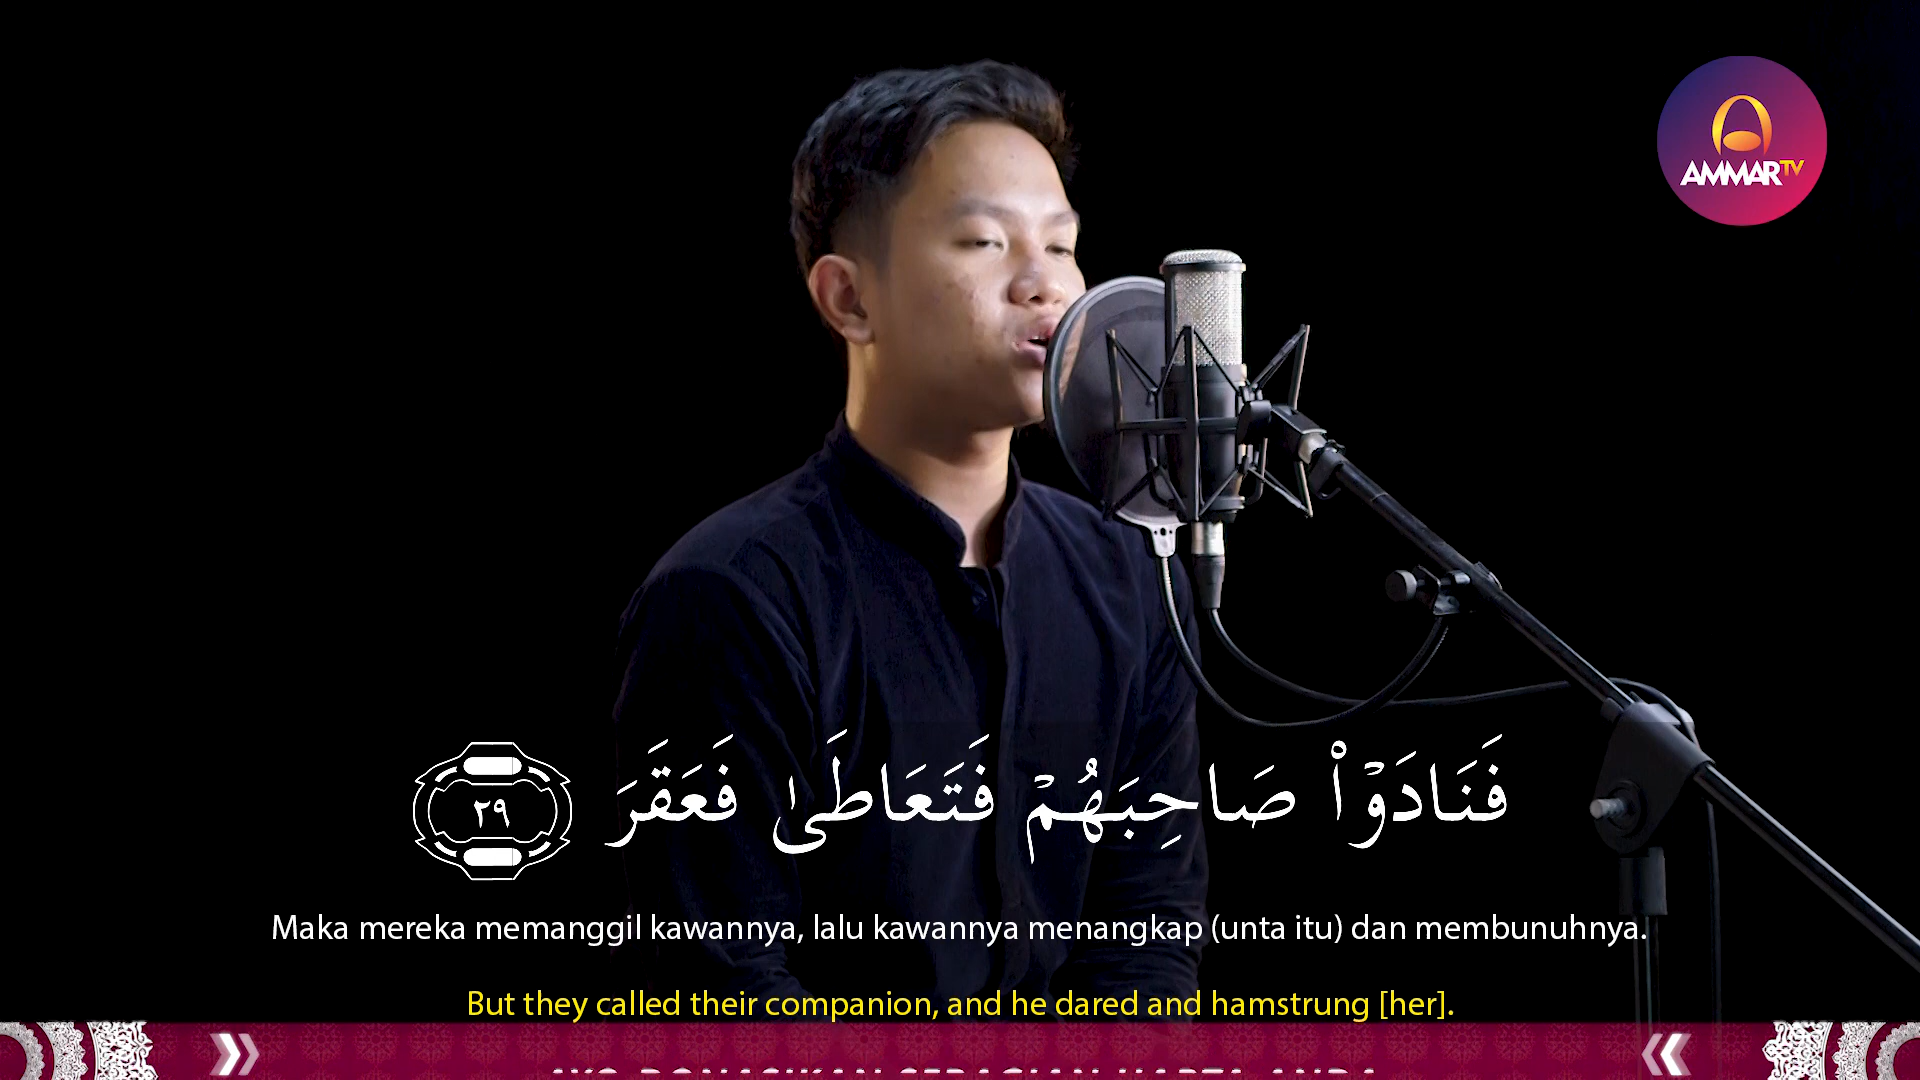 AMMARTV
فَنَادَوْا۟ صَاحِبَهُمْ فَتَعَاطَىٰ فَعَقَرَ ٢٩
Maka mereka memanggil kawannya, lalu kawannya menangkap (unta itu) dan membunuhnya.
But they called their companion, and he dared and hamstrung [her].